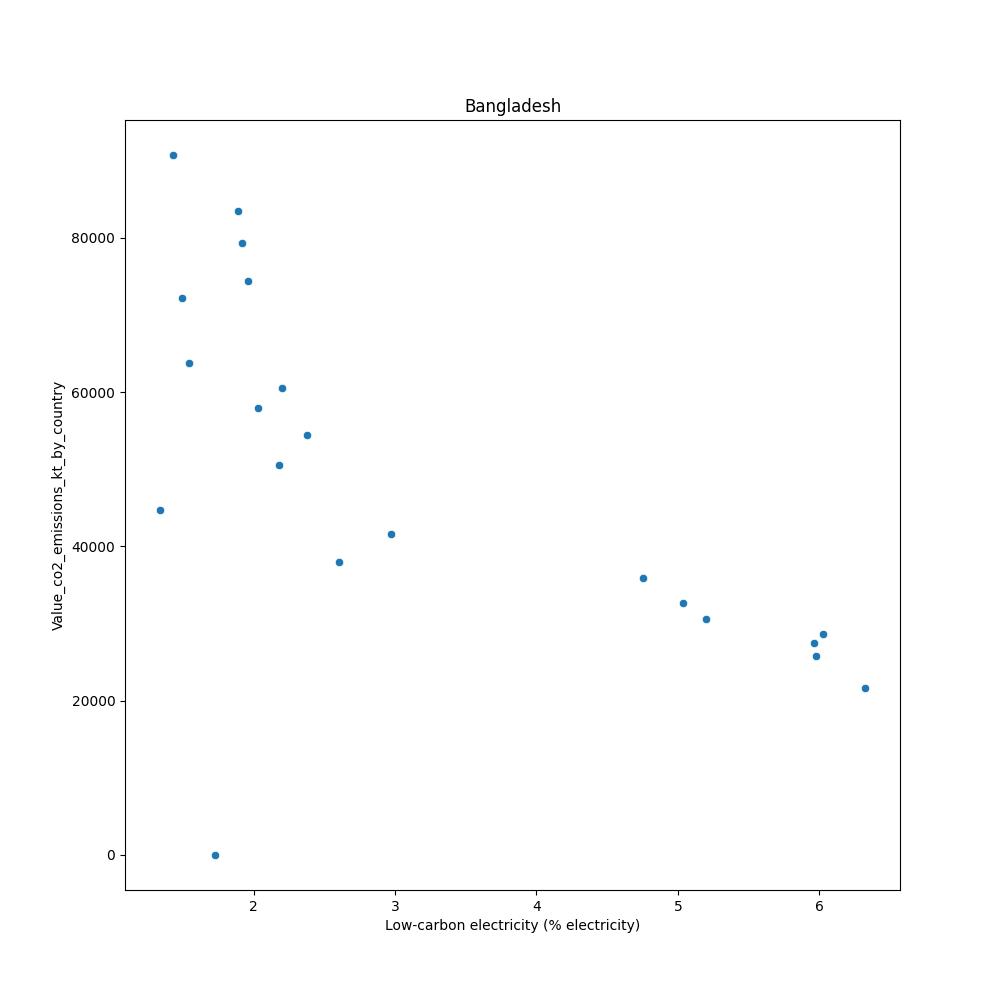 Bangladesh
80000
60000
40000
20000
0
Value_co2_emissions_kt_by_country
2 3 4 5 6
Low-carbon electricity (% electricity)